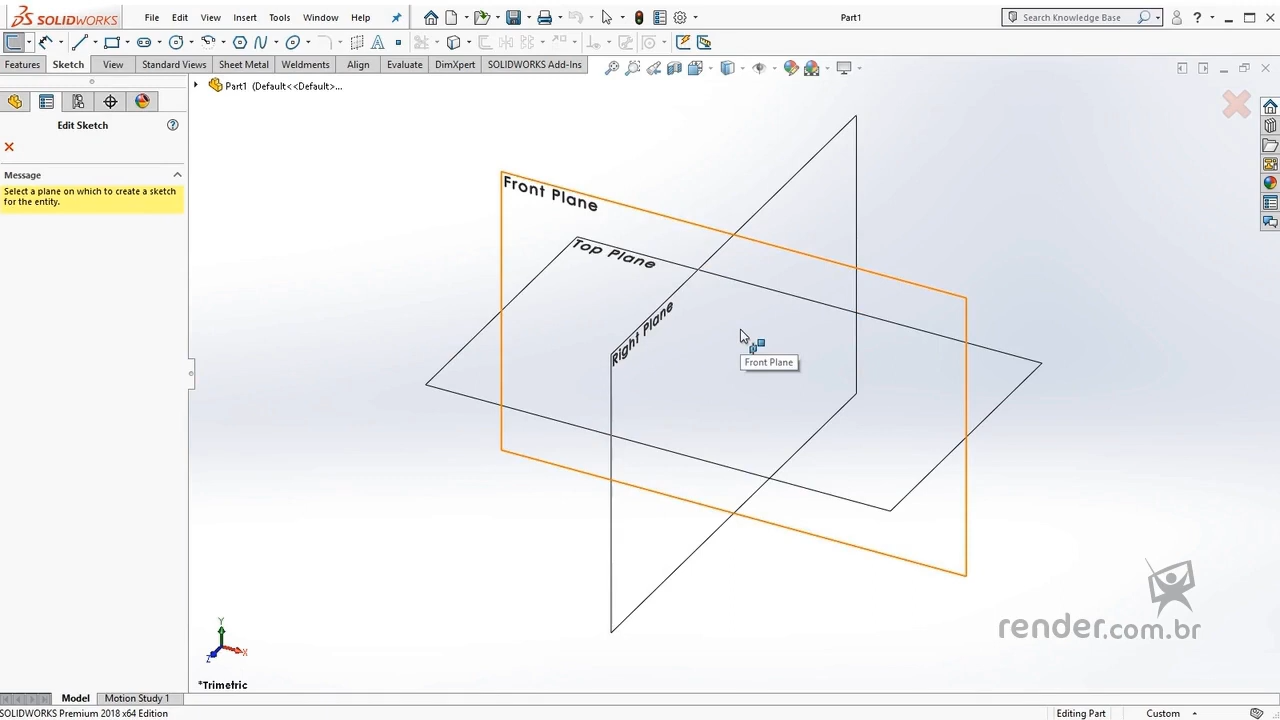 SOLIDWORKS File Edit View Insert Tools Window Help Part1 Search Knowledge Base
Features Sketch View Standard Views Sheet Metal Weldments Align Evaluate DimXpert SOLIDWORKS Add-Ins
Part1 (Default<<Default>...
Edit Sketch
Message
Select a plane on which to create a sketch
for the entity.
Front Plane
Top Plane
Right Plane
Front Plane
render.com.br
Y
X
Z
*Trimetric
Model Motion Study 1
SOLIDWORKS Premium 2018 x64 Edition Editing Part Custom